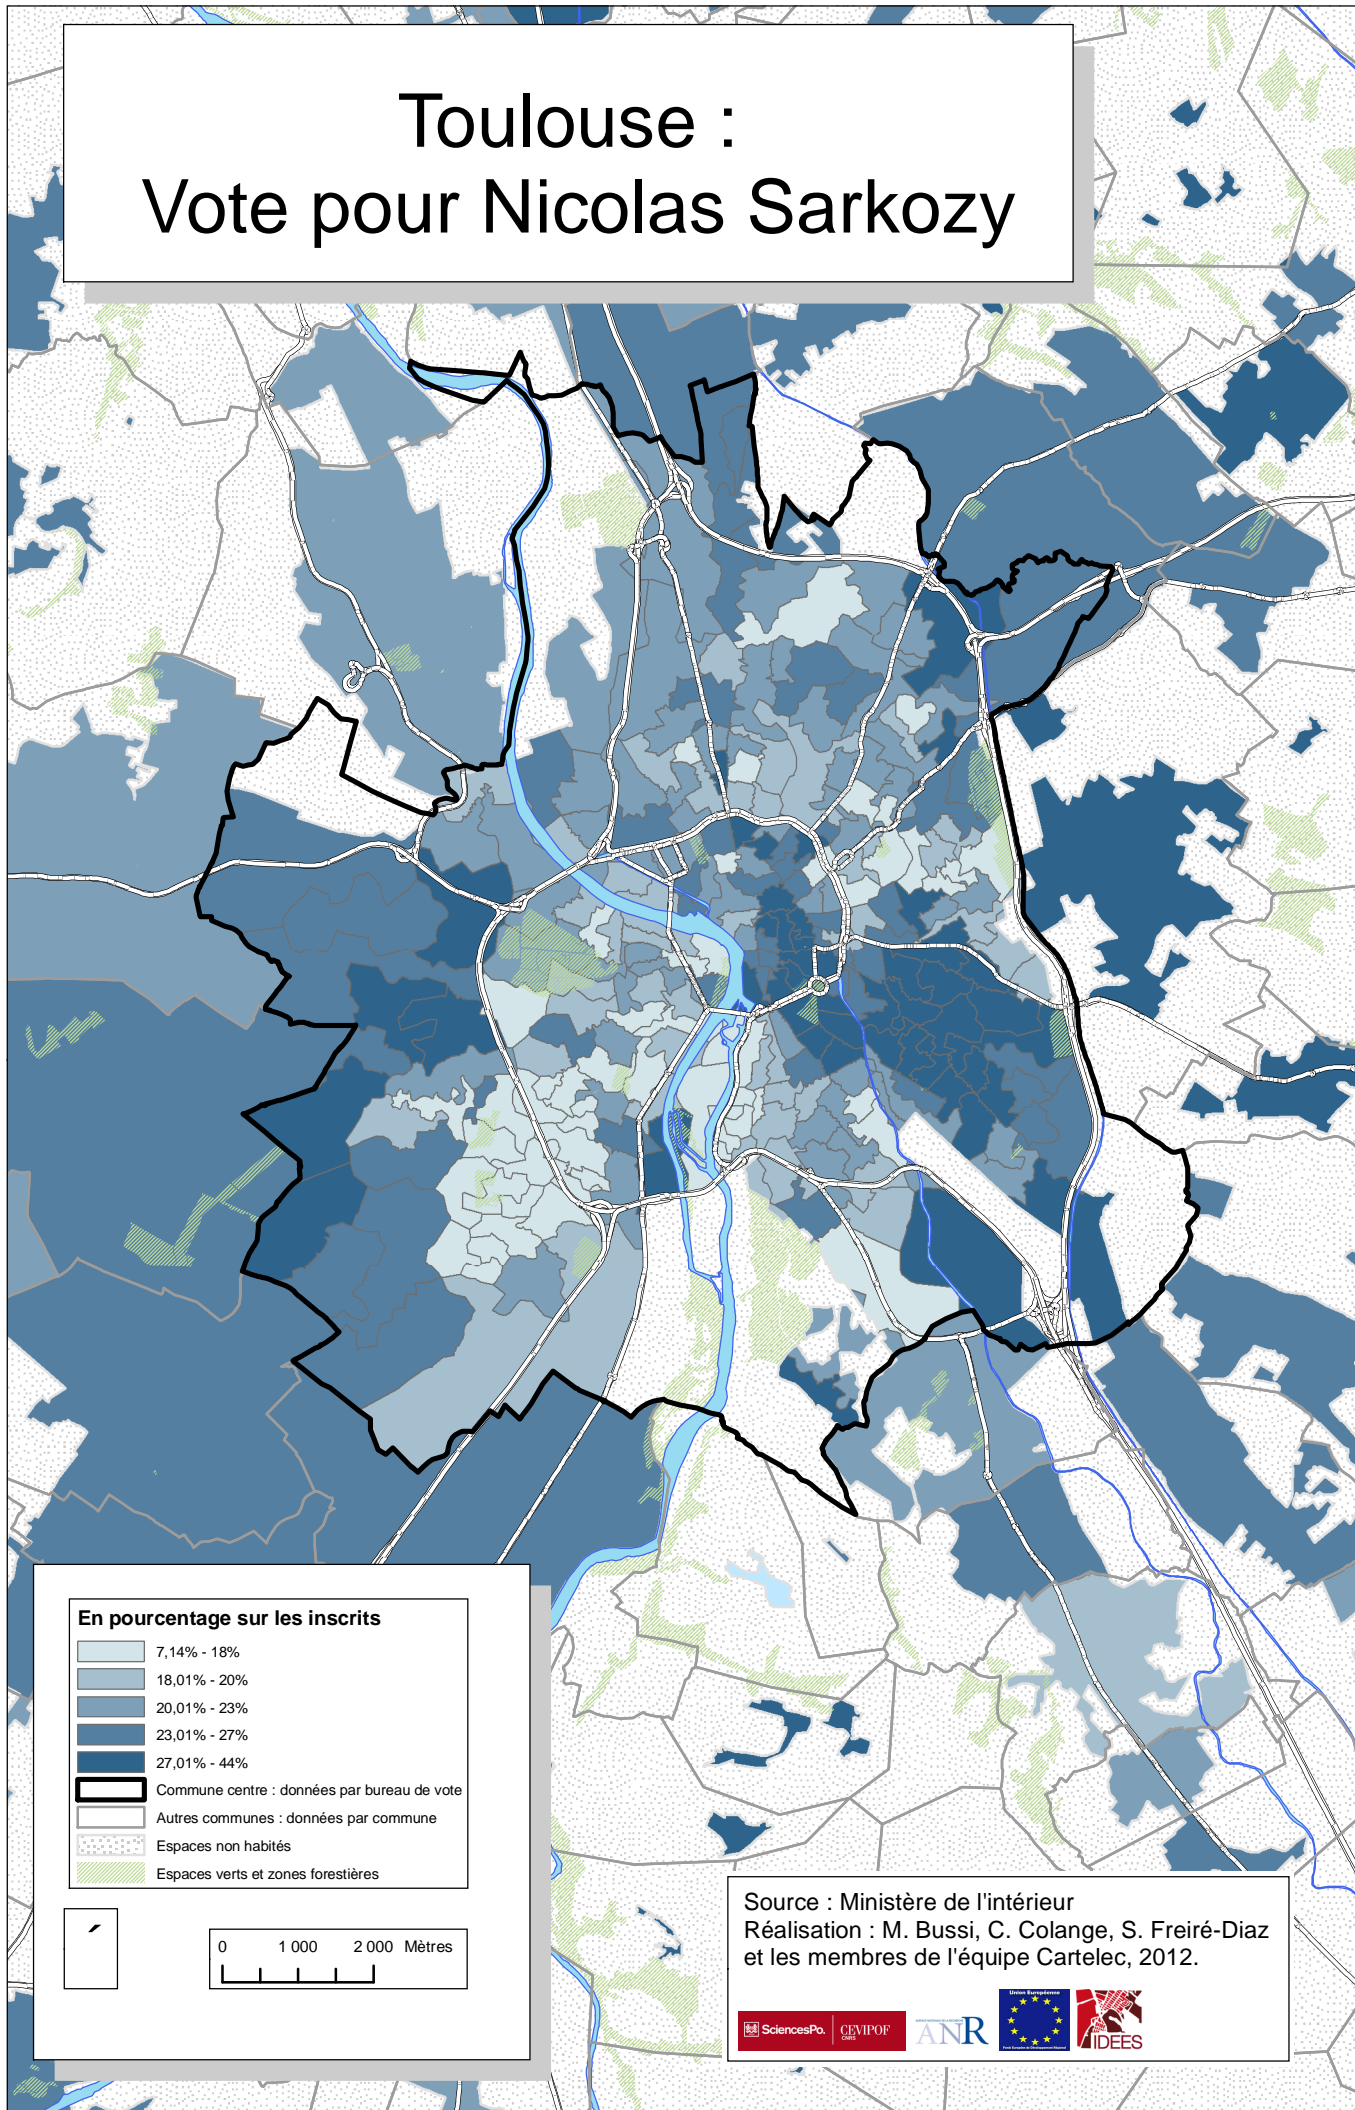 Toulouse :
Vote pour Nicolas Sarkozy
En pourcentage sur les inscrits
7,14% - 18%
18,01% - 20%
20,01% - 23%
23,01% - 27%
27,01% - 44%
Commune centre : données par bureau de vote
Autres communes : données par commune
Espaces non habités
Espaces verts et zones forestières
0 1 000 2 000 Mètres
Source : Ministère de l'intérieur
Réalisation : M. Bussi, C. Colange, S. Freiré-Diaz
et les membres de l'équipe Cartelec, 2012.
SciencesPo.
CEVIPOF
CNRS
ANR
Union Européenne
IDEES